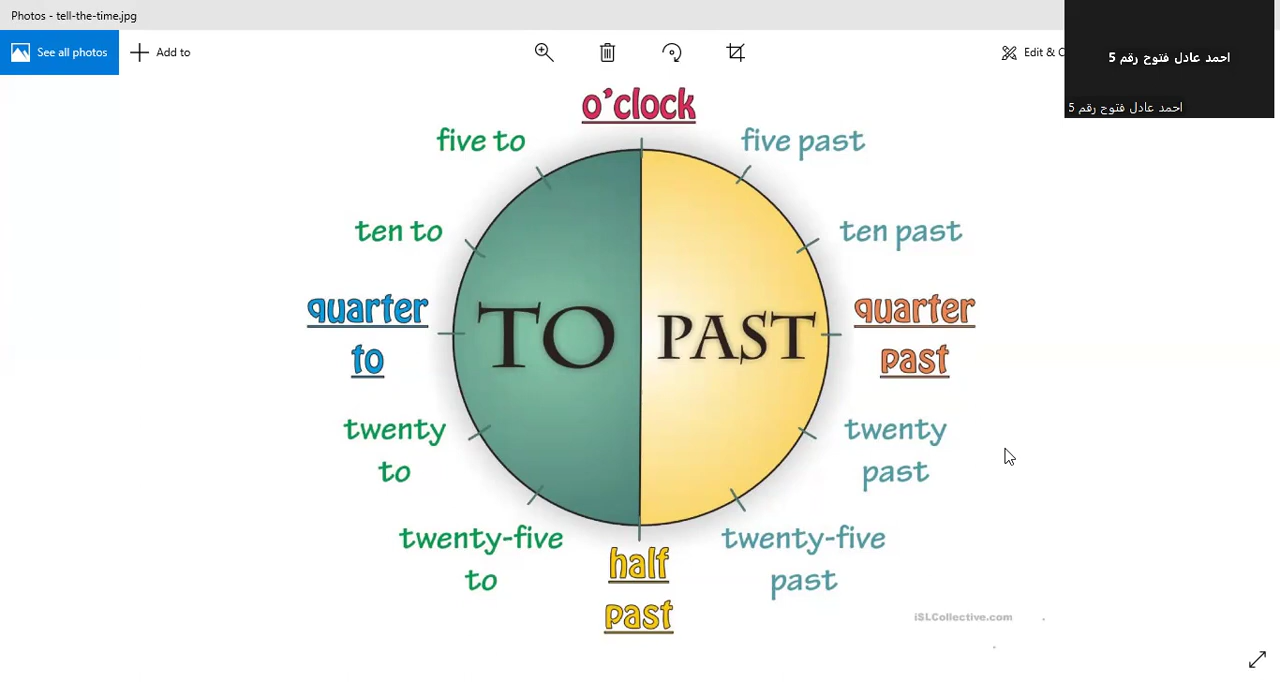 Photos - tell-the-time.jpg
See all photos
Add to
Edit & C
احمد عادل فتوح رقم 5
احمد عادل فتوح رقم 5
o'clock
five to
five past
ten to
ten past
quarter
to
quarter
past
TO
PAST
twenty
to
twenty
past
twenty-five
to
twenty-five
past
half
past
iSLCollective.com